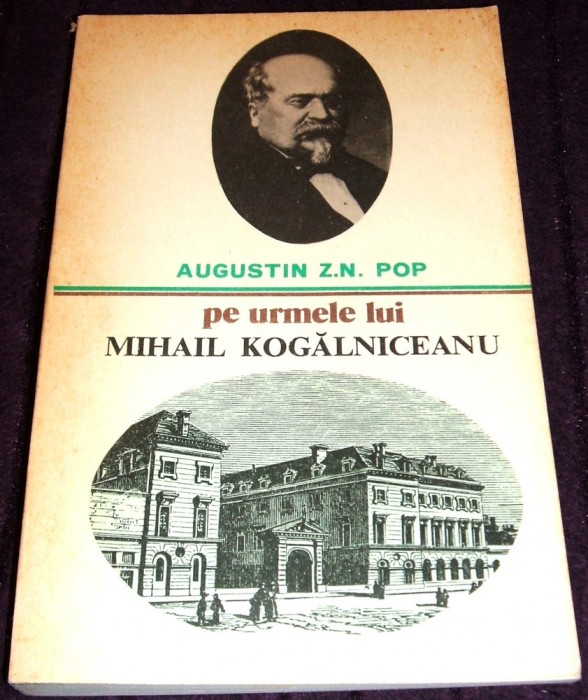 AUGUSTIN Z.N. POP
pe urmele lui
MIHAIL KOGĂLNICEANU